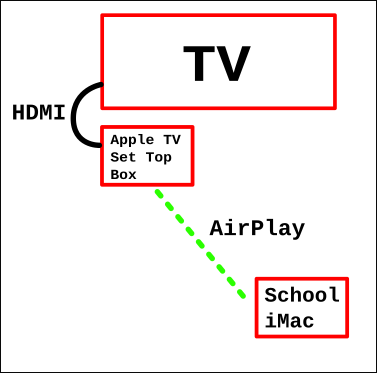 TV
HDMI
Apple TV
Set Top
Box
AirPlay
School
iMac